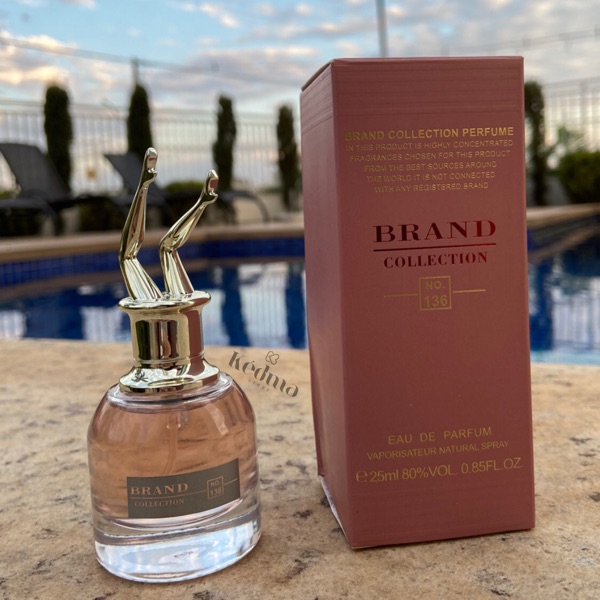 BRAND COLLECTION PERFUME
IN THIS PRODUCT IS HIGHLY CONCENTRATED
FRAGRANCES CHOSEN FOR THIS PRODUCT
FROM THE BEST SOURCES AROUND
THE WORLD IT IS NOT CONNECTED
WITH ANY REGISTERED BRAND
BRAND
COLLECTION
NO.
136
EAU DE PARFUM
VAPORISATEUR NATURAL SPRAY
℮25ml 80%VOL. 0.85FL.OZ.
Kédma
BRAND
COLLECTION
NO.
136